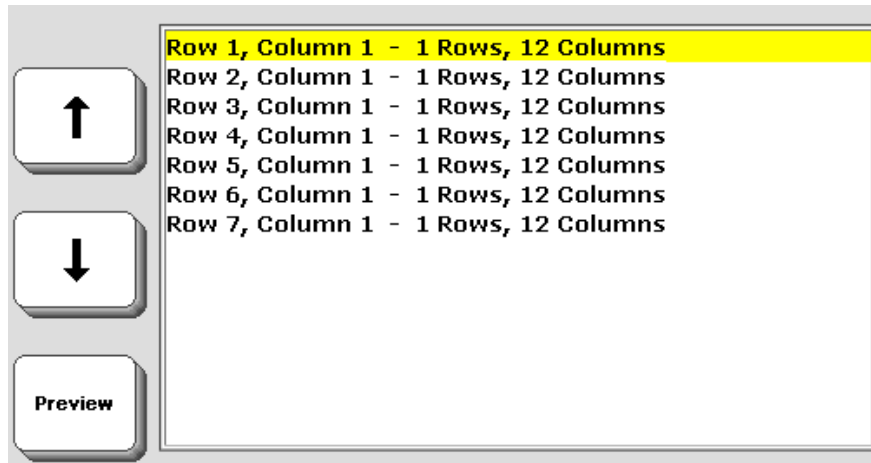 Row 1, Column 1 - 1 Rows, 12 Columns
Row 2, Column 1 - 1 Rows, 12 Columns
Row 3, Column 1 - 1 Rows, 12 Columns
Row 4, Column 1 - 1 Rows, 12 Columns
Row 5, Column 1 - 1 Rows, 12 Columns
Row 6, Column 1 - 1 Rows, 12 Columns
Row 7, Column 1 - 1 Rows, 12 Columns
Preview